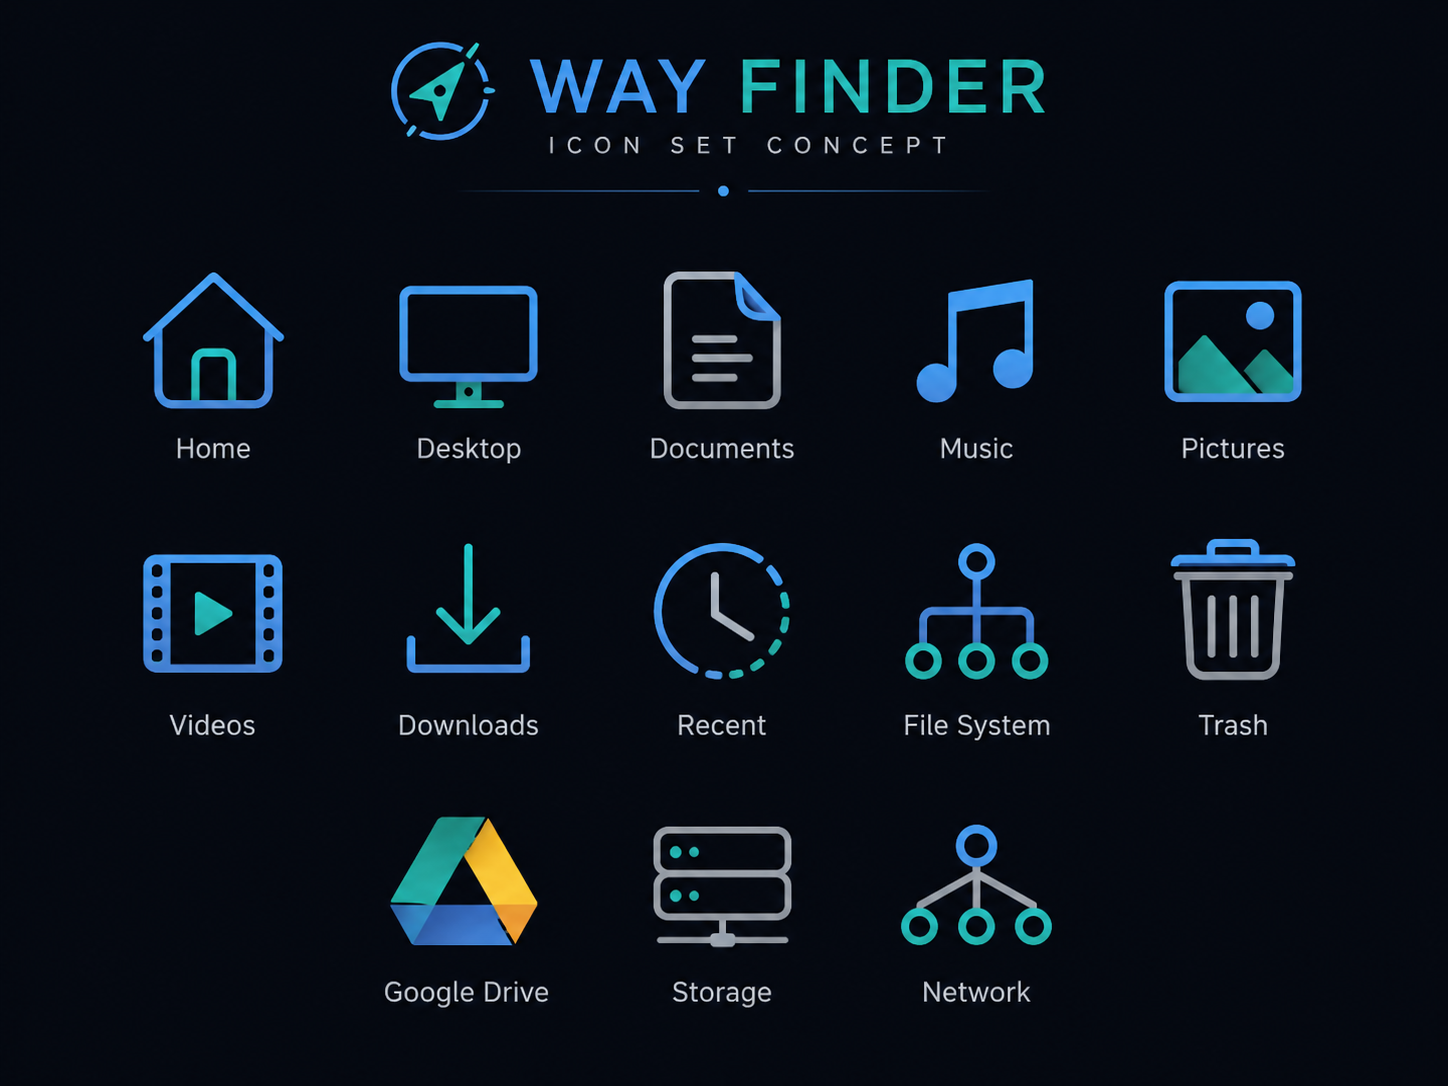 WAY FINDER
ICON SET CONCEPT
Home
Desktop
Documents
Music
Pictures
Videos
Downloads
Recent
File System
Trash
Google Drive
Storage
Network